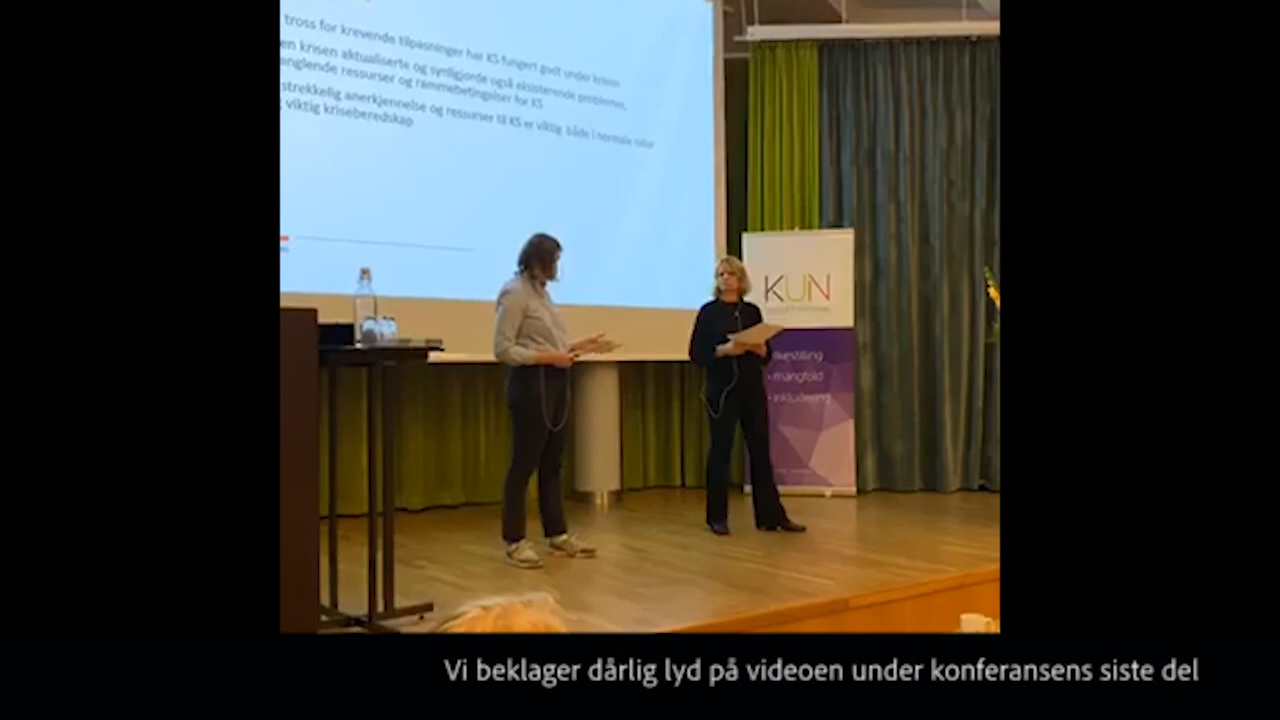 tross for krevende tilpasninger har KS fungert godt under krisen
en krisen aktualiserte og synliggjorde også eksisterende problemer,
anglende ressurser og rammebetingelser for KS
strekkelig anerkjennelse og ressurser til KS er viktig både i normale tider
viktig kriseberedskap
KUN
likestilling
• mangfold
• inkludering
Vi beklager dårlig lyd på videoen under konferansens siste del